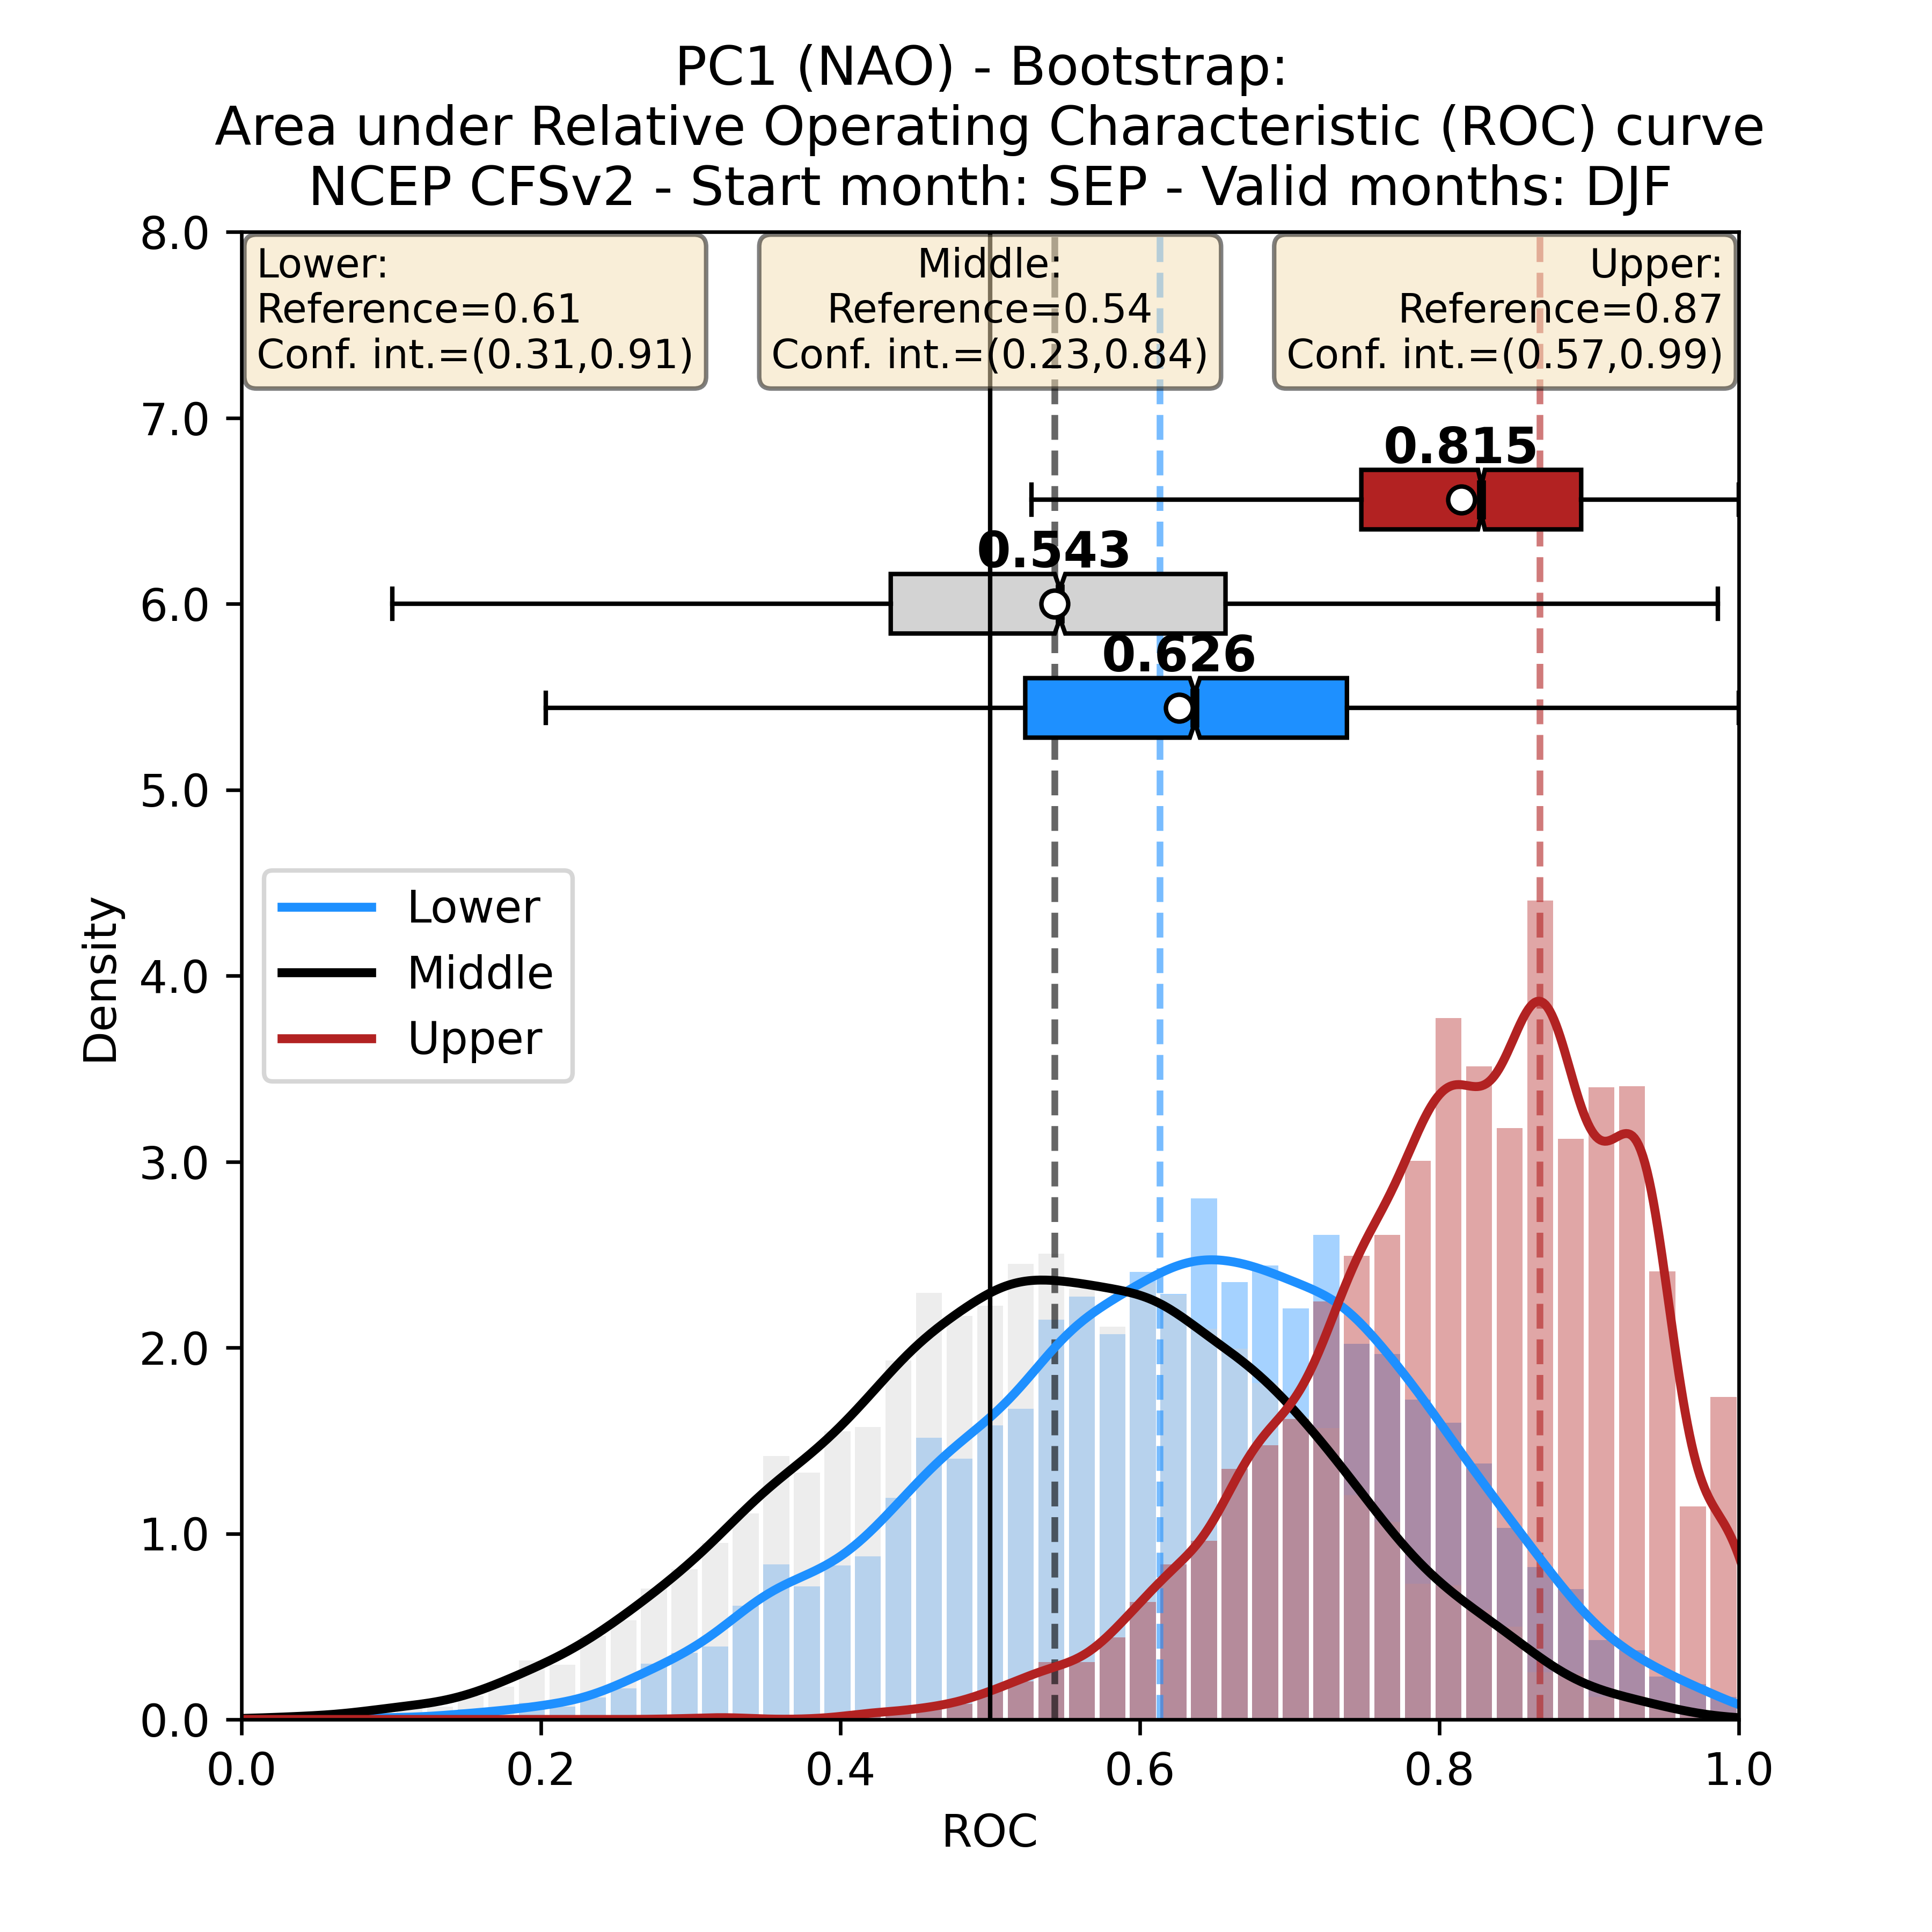 PC1 (NAO) - Bootstrap:
Area under Relative Operating Characteristic (ROC) curve
NCEP CFSv2 - Start month: SEP - Valid months: DJF
Lower:
Reference=0.61
Conf. int.=(0.31,0.91)
Middle:
Reference=0.54
Conf. int.=(0.23,0.84)
Upper:
Reference=0.87
Conf. int.=(0.57,0.99)
0.815
0.543
0.626
8.0
7.0
6.0
5.0
4.0
3.0
2.0
1.0
0.0
Density
Lower
Middle
Upper
0.0 0.2 0.4 0.6 0.8 1.0
ROC